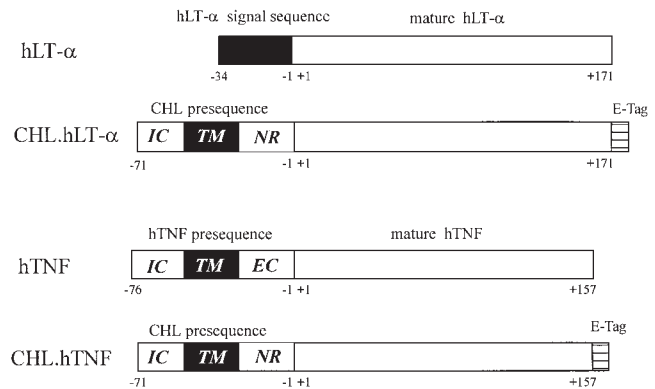 hLT-α signal sequence mature hLT-α
hLT-α
-34 -1 +1 +171
CHL presequence E-Tag
CHL.hLT-α IC TM NR
-71 -1 +1 +171
hTNF presequence mature hTNF
hTNF IC TM EC
-76 -1 +1 +157
CHL presequence E-Tag
CHL.hTNF IC TM NR
-71 -1 +1 +157